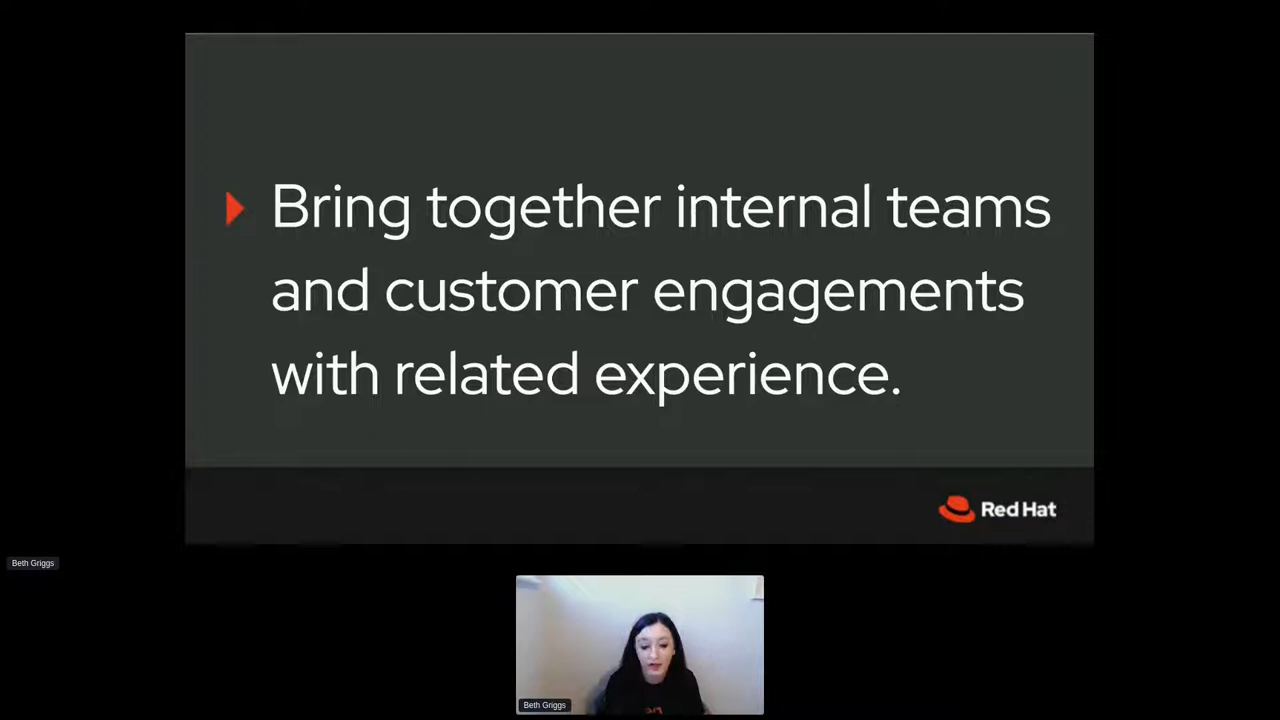 Bring together internal teams
and customer engagements
with related experience.
Red Hat
Beth Griggs
Beth Griggs